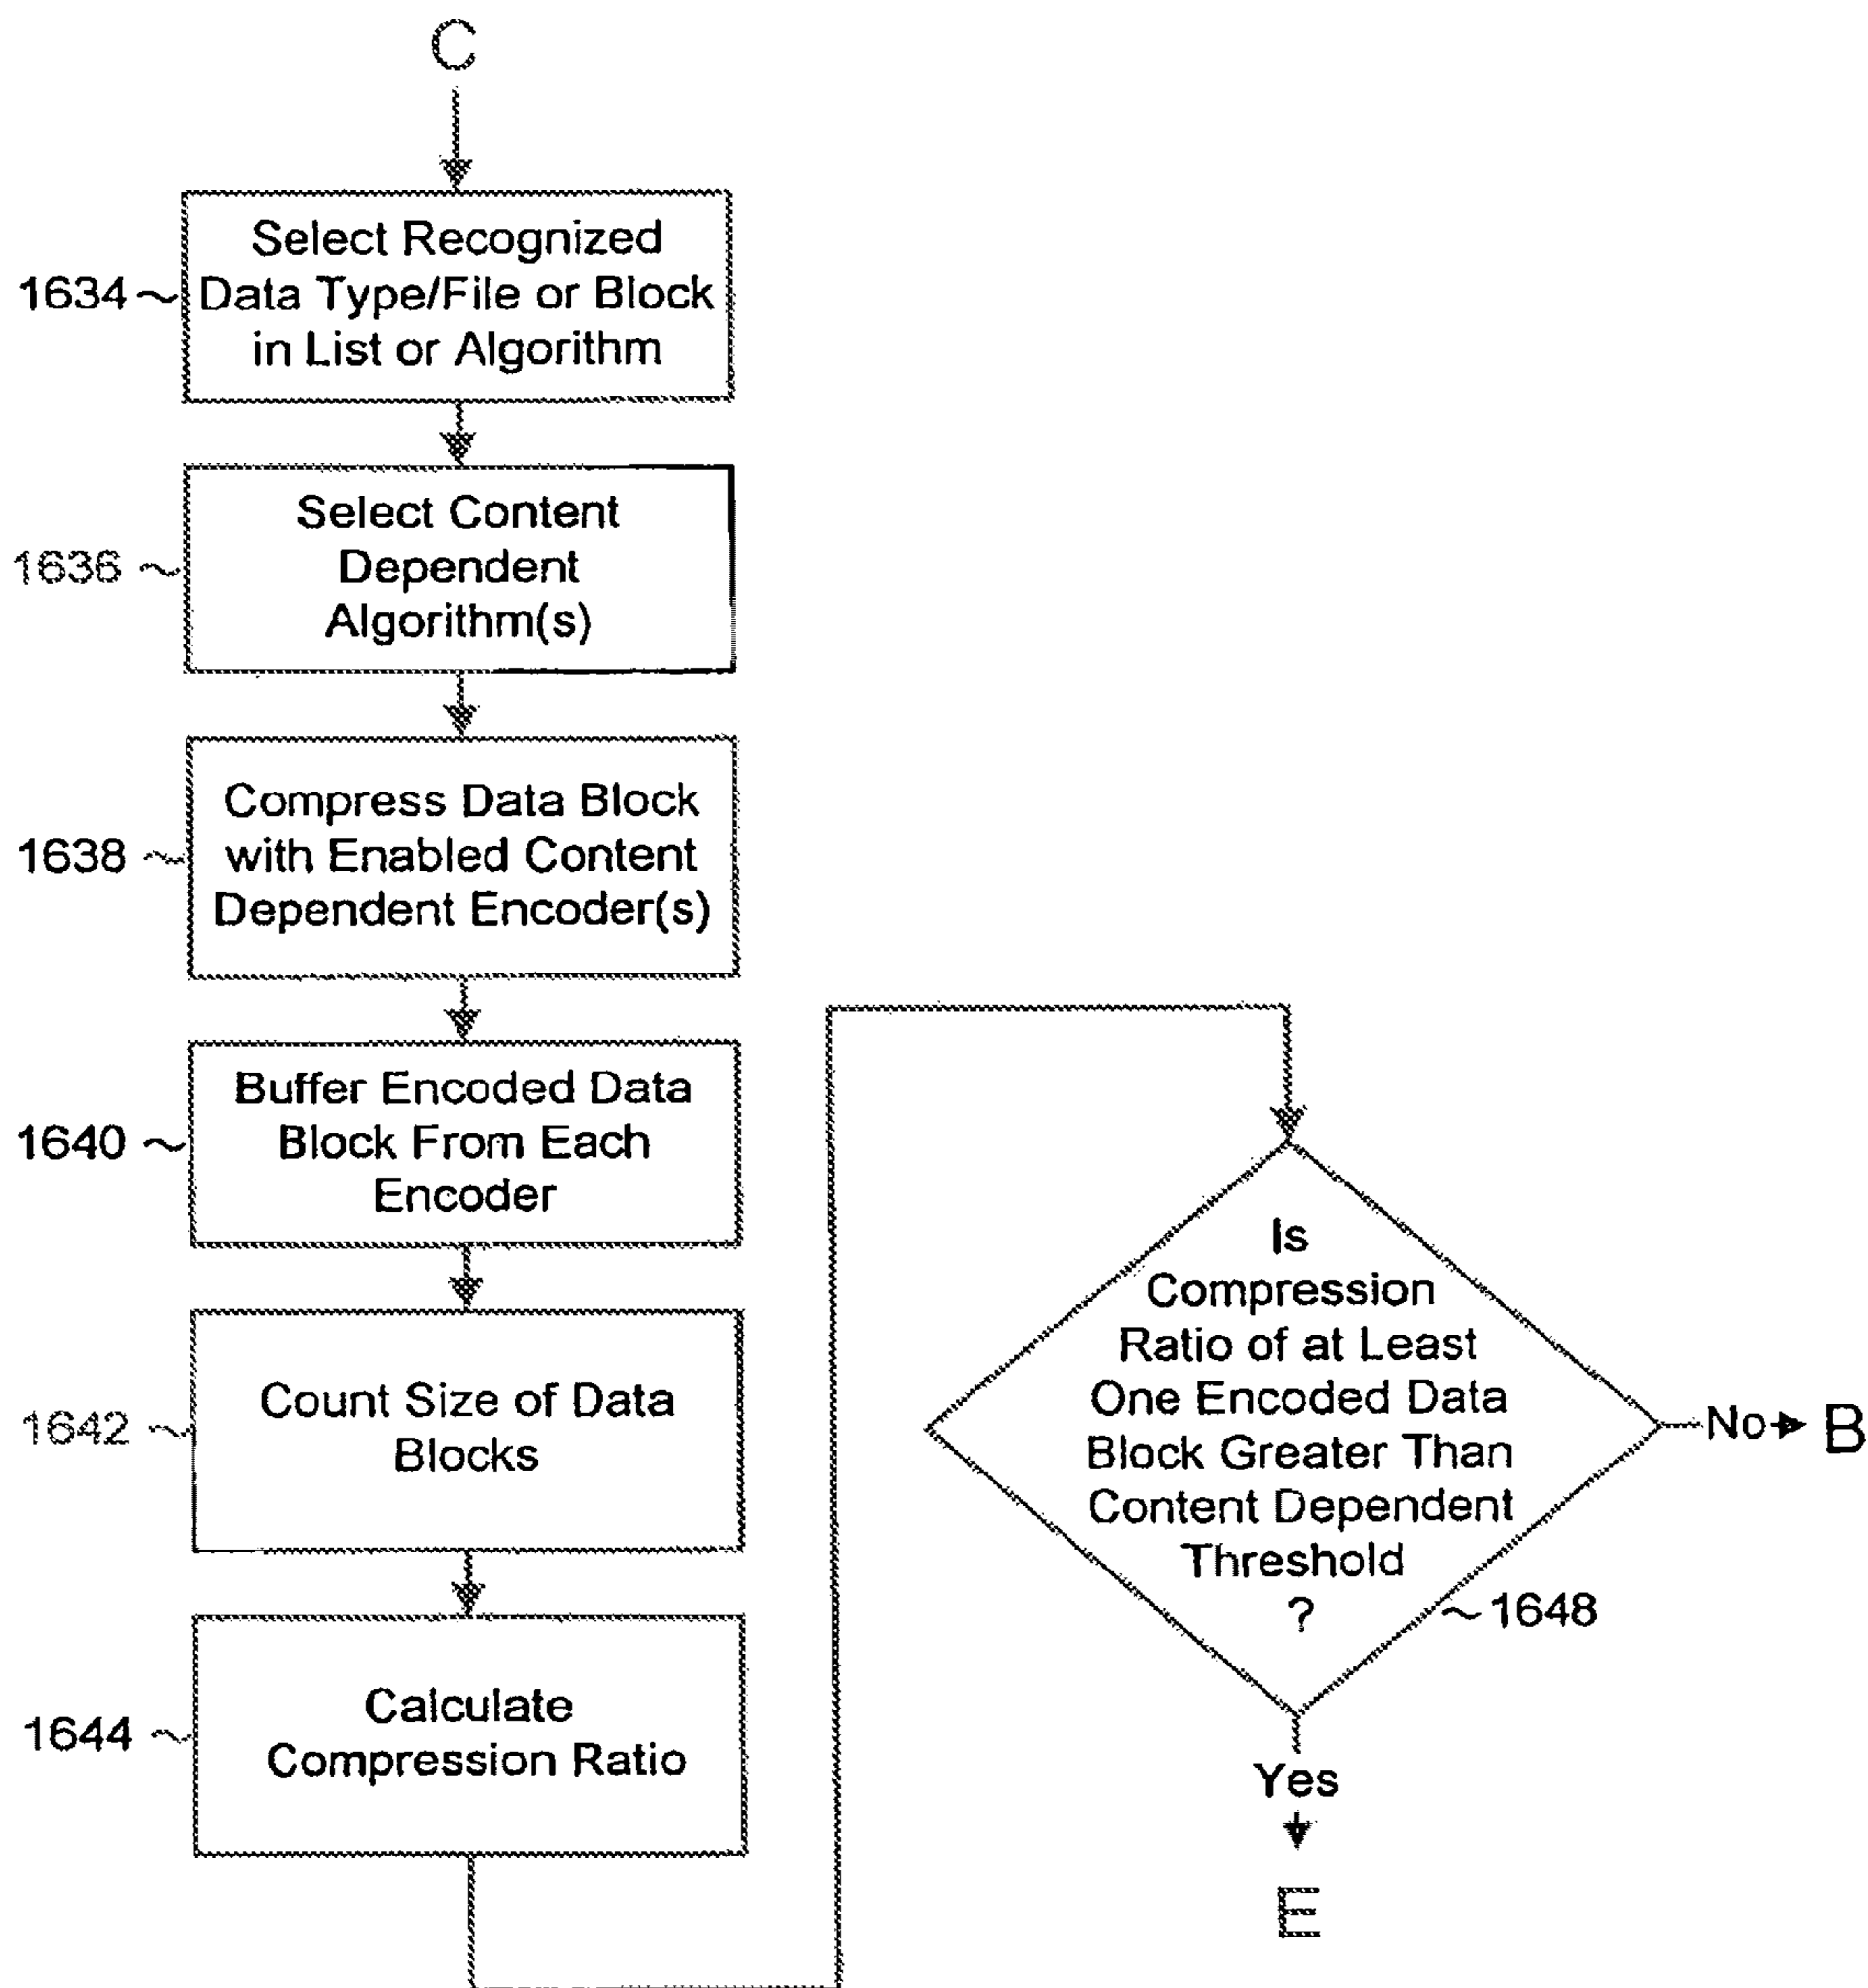 C
1634
Select Recognized
Data Type/File or Block
in List or Algorithm
1636
Select Content
Dependent
Algorithm(s)
1638
Compress Data Block
with Enabled Content
Dependent Encoder(s)
1640
Buffer Encoded Data
Block From Each
Encoder
1642
Count Size of Data
Blocks
1644
Calculate
Compression Ratio
Is
Compression
Ratio of at Least
One Encoded Data
Block Greater Than
Content Dependent
Threshold
?
1648
No
B
Yes
E